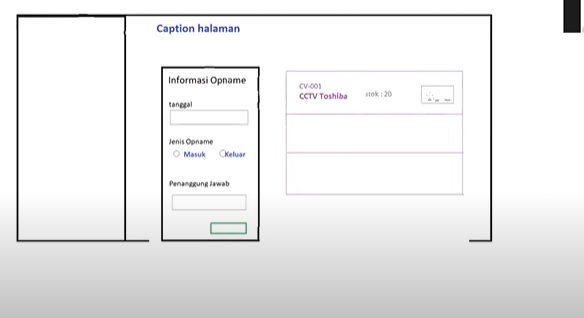 Caption halaman
Informasi Opname
tanggal
Jenis Opname
Masuk Keluar
Penanggung Jawab
CV-001
CCTV Toshiba stok : 20